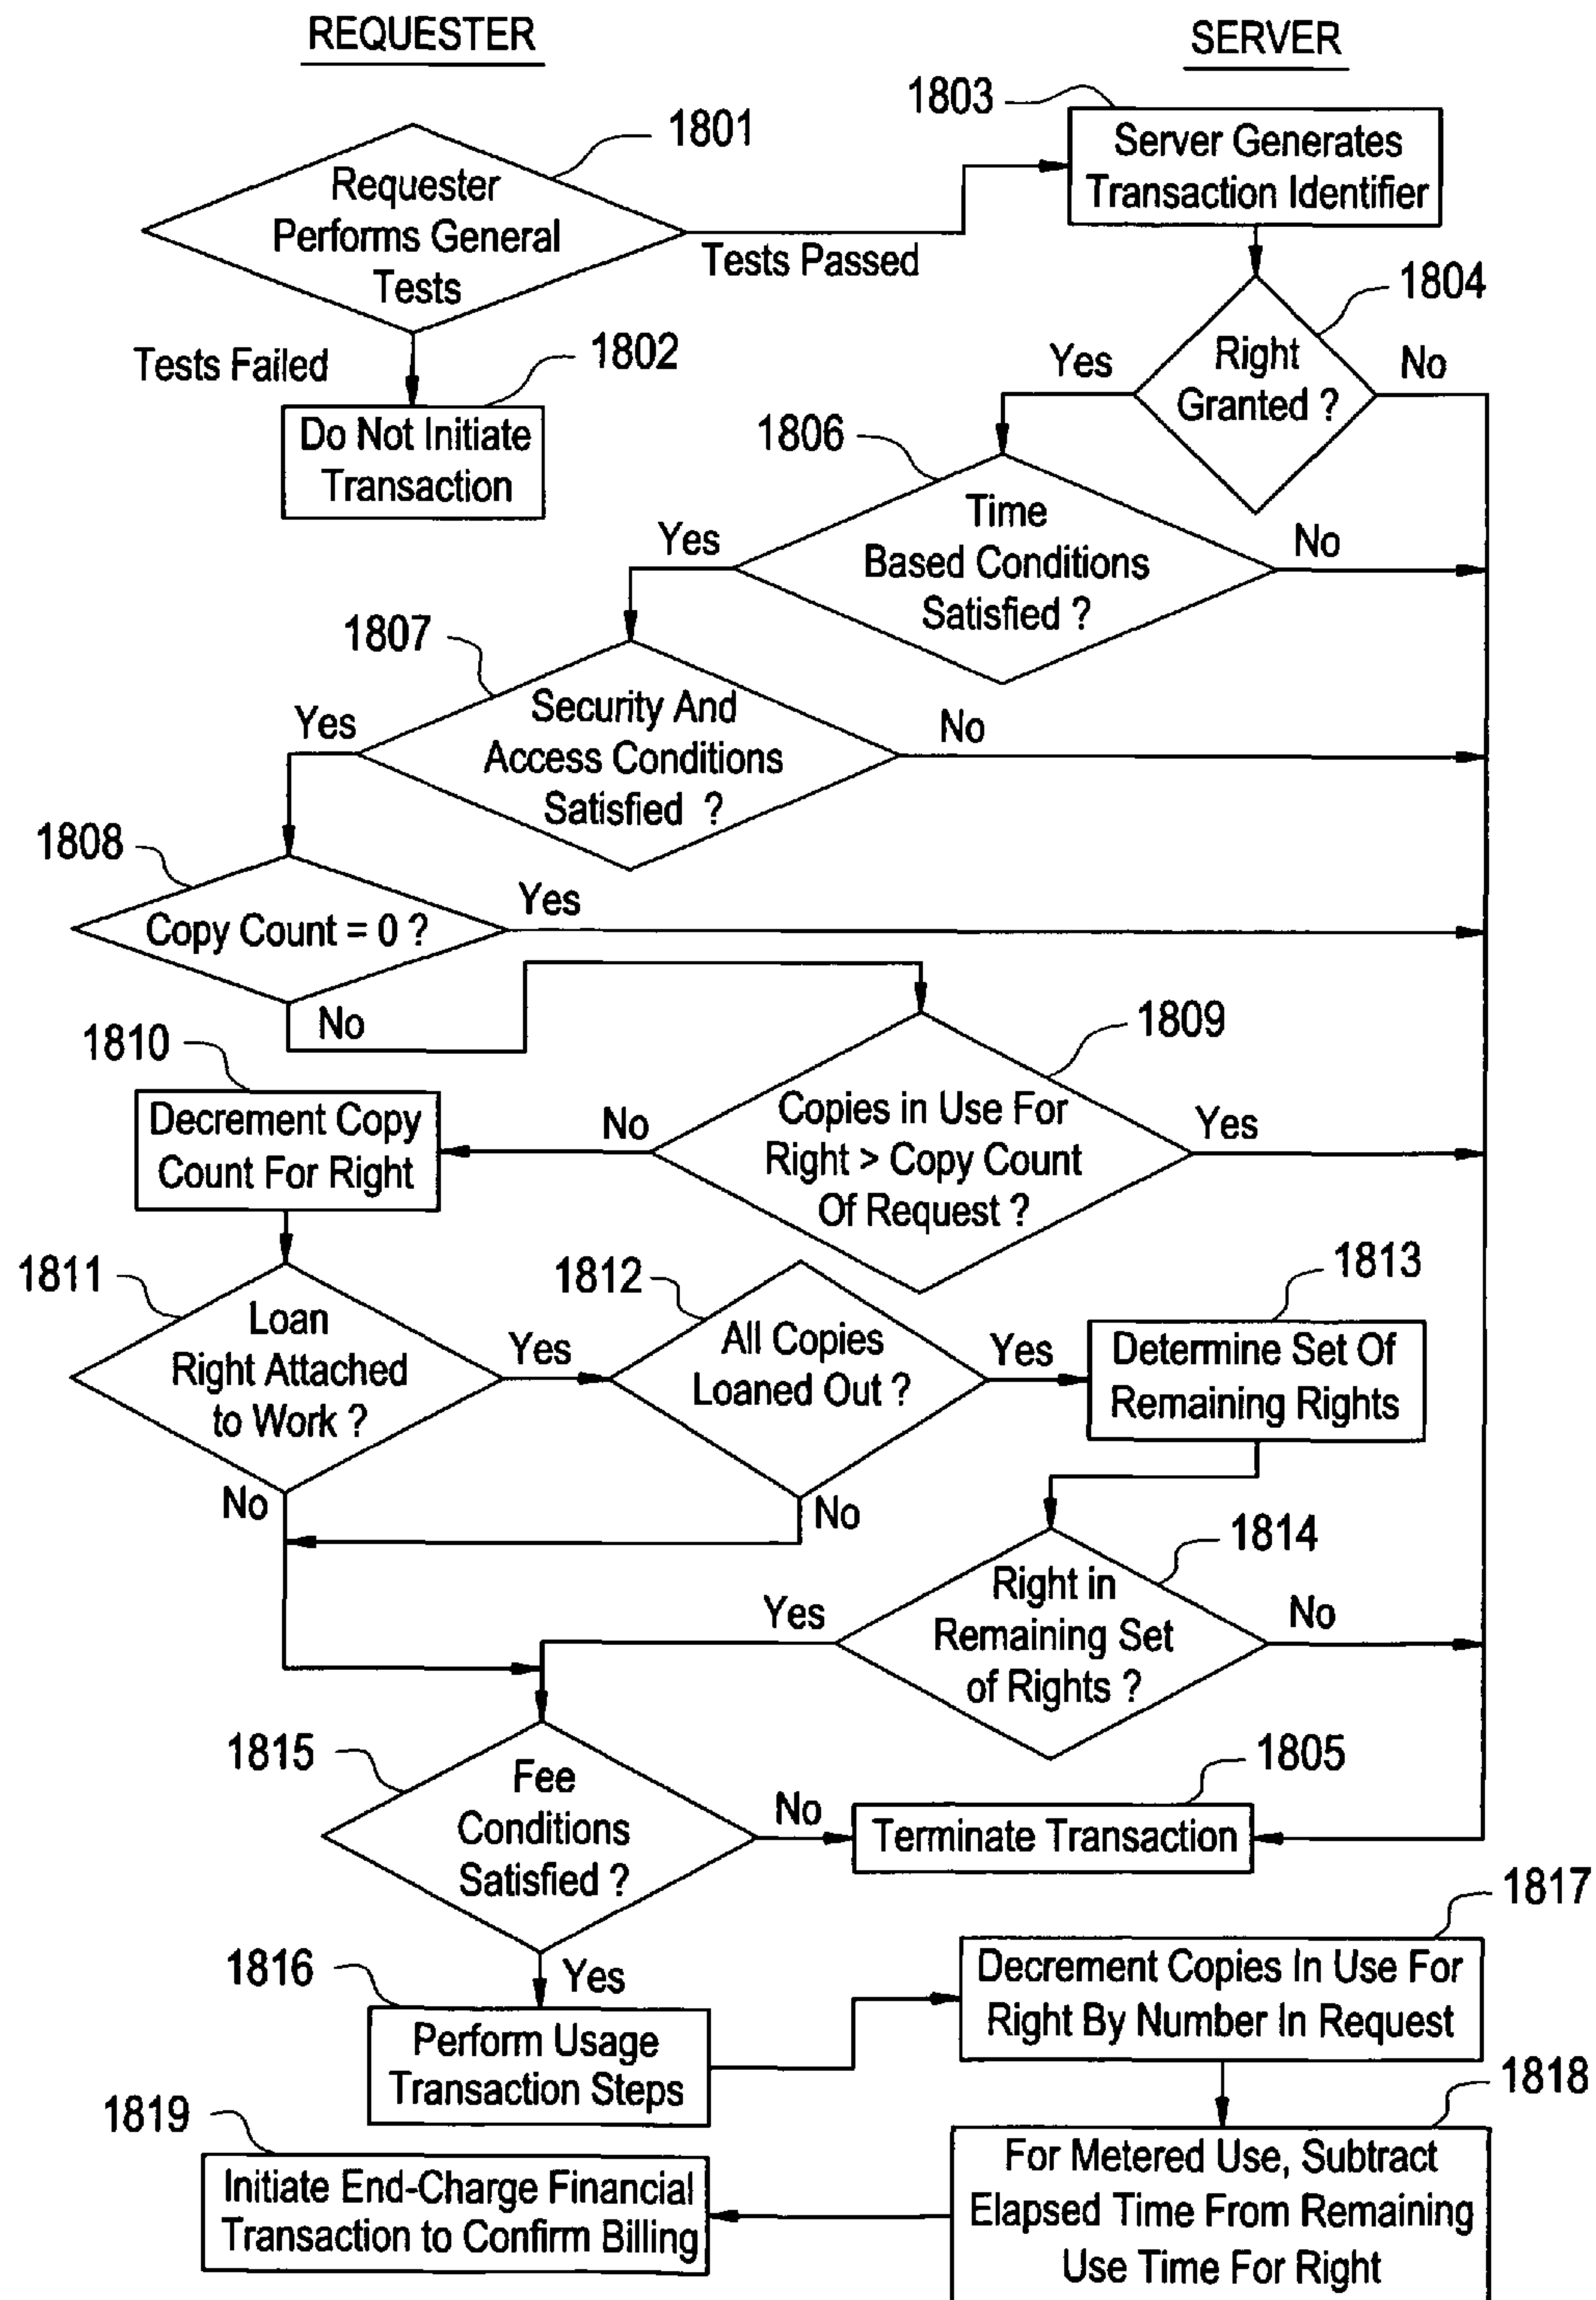 REQUESTER
SERVER
1801
Requester
Performs General
Tests
Tests Passed
Tests Failed
1802
Do Not Initiate
Transaction
1803
Server Generates
Transaction Identifier
1804
Right
Granted ?
Yes
No
1806
Time
Based Conditions
Satisfied ?
Yes
No
1807
Security And
Access Conditions
Satisfied ?
Yes
No
1808
Copy Count = 0 ?
Yes
No
1809
Copies in Use For
Right > Copy Count
Of Request ?
No
Yes
1810
Decrement Copy
Count For Right
1811
Loan
Right Attached
to Work ?
Yes
No
1812
All Copies
Loaned Out ?
Yes
No
1813
Determine Set Of
Remaining Rights
1814
Right in
Remaining Set
of Rights ?
Yes
No
1815
Fee
Conditions
Satisfied ?
No
Yes
1805
Terminate Transaction
1816
Perform Usage
Transaction Steps
1817
Decrement Copies In Use For
Right By Number In Request
1818
For Metered Use, Subtract
Elapsed Time From Remaining
Use Time For Right
1819
Initiate End-Charge Financial
Transaction to Confirm Billing